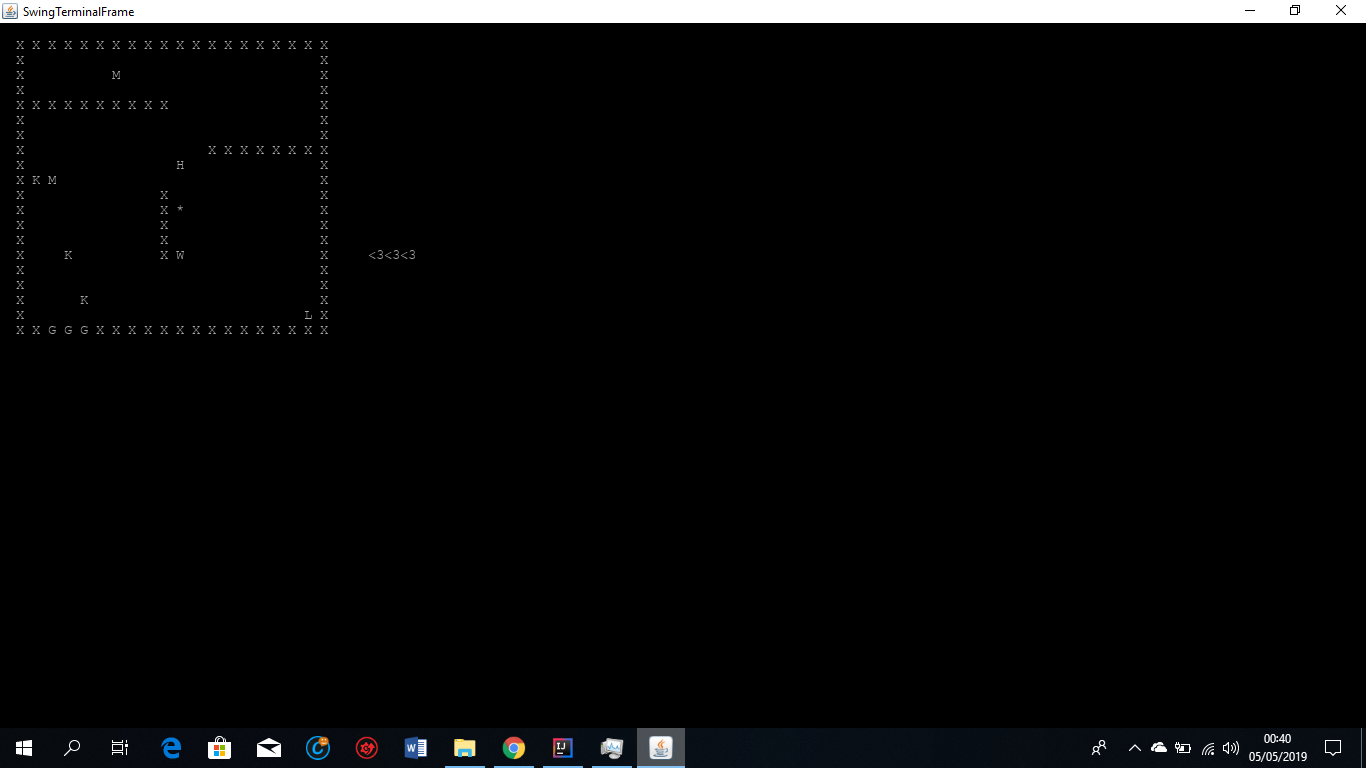 SwingTerminalFrame
X X X X X X X X X X X X X X X X X X X X
X                                     X
X           M                         X
X                                     X
X X X X X X X X X X                   X
X                                     X
X                                     X
X                       X X X X X X X X
X                   H                 X
X K M                                 X
X                 X                   X
X                 X *                 X
X                 X                   X
X                 X                   X
X     K           X W                 X     <3<3<3
X                                     X
X                                     X
X       K                             X
X                                   L X
X X G G G X X X X X X X X X X X X X X X
00:40
05/05/2019